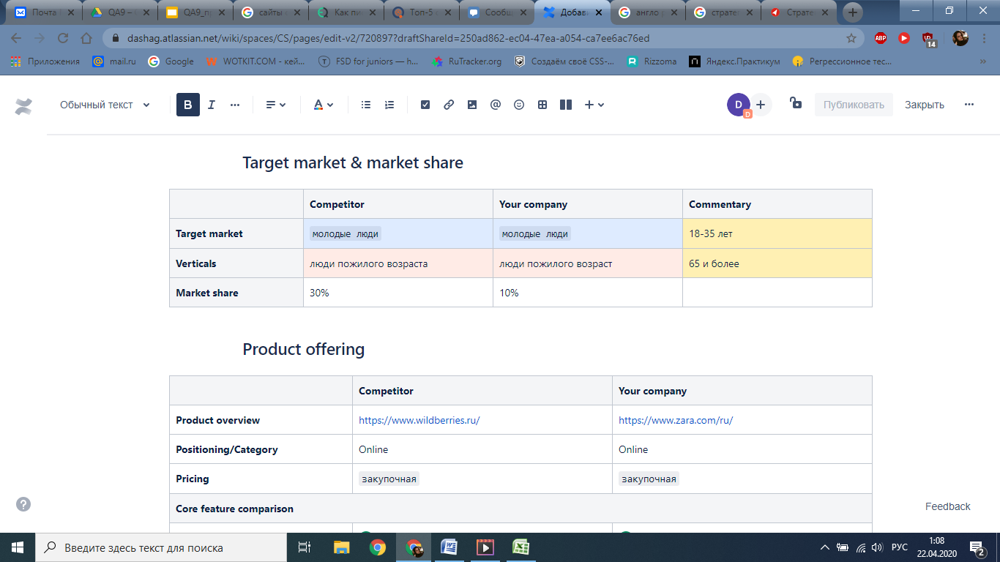 Почта
QA9 –
QA9_пр
сайты
Как пи
Топ-5
Сообщ
Добав
англо р
стратег
Страте
dashag.atlassian.net/wiki/spaces/CS/pages/edit-v2/720897?draftShareId=250ad862-ec04-47ea-a054-ca7ee6ac76ed
ABP
14
Приложения
mail.ru
Google
WOTKIT.COM - кей...
FSD for juniors — h...
RuTracker.org
Создаём своё CSS-...
Rizzoma
Яндекс.Практикум
Регрессионное тес...
»
Обычный текст
B I ... A
D
D
Публиковать
Закрыть
Target market & market share
Competitor Your company Commentary
Target market молодые люди молодые люди 18-35 лет
Verticals люди пожилого возраста люди пожилого возраст 65 и более
Market share 30% 10%
Product offering
Competitor Your company
Product overview https://www.wildberries.ru/ https://www.zara.com/ru/
Positioning/Category Online Online
Pricing закупочная закупочная
Core feature comparison
Feedback
Введите здесь текст для поиска
РУС
1:08
22.04.2020
2